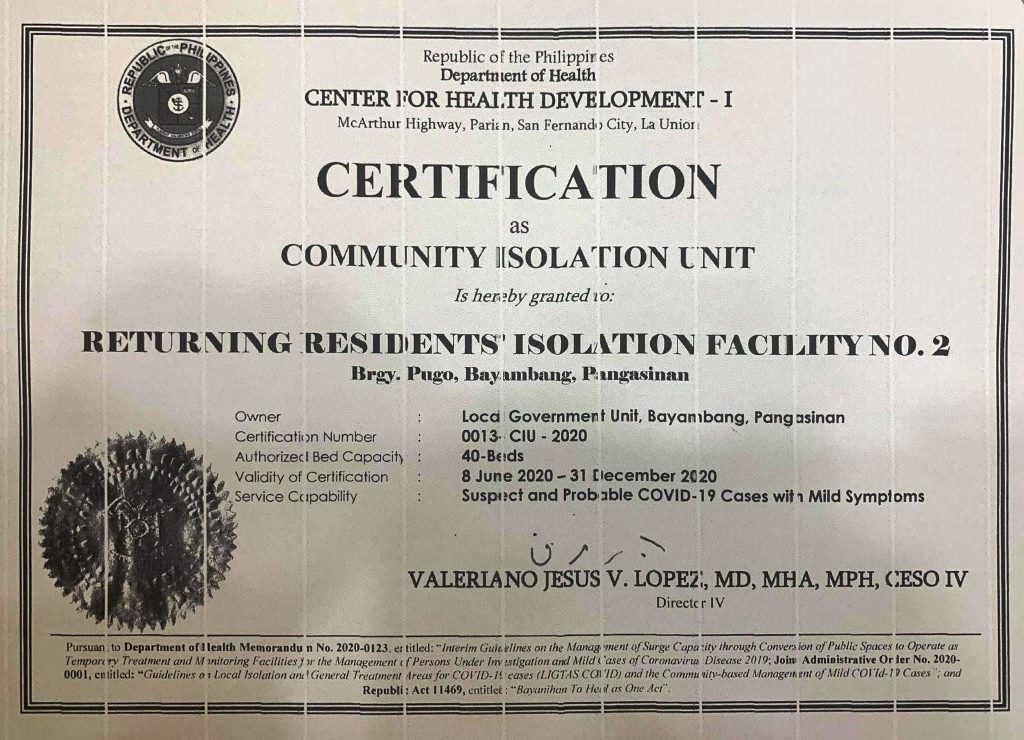 REPUBLIC OF THE PHILIPPINES
DEPARTMENT OF HEALTH
Republic of the Philippines
Department of Health
CENTER FOR HEALTH DEVELOPMENT - I
McArthur Highway, Parian, San Fernando City, La Union
CERTIFICATION
as
COMMUNITY ISOLATION UNIT
Is hereby granted to:
RETURNING RESIDENTS' ISOLATION FACILITY NO. 2
Brgy. Pugo, Bayambang, Pangasinan
Owner : Local Government Unit, Bayambang, Pangasinan
Certification Number : 0013- CIU - 2020
Authorized Bed Capacity : 40-Beds
Validity of Certification : 8 June 2020 – 31 December 2020
Service Capability : Suspect and Probable COVID-19 Cases with Mild Symptoms
VALERIANO JESUS V. LOPEZ, MD, MHA, MPH, CESO IV
Director IV
Pursuant to Department of Health Memorandum No. 2020-0123, entitled: "Interim Guidelines on the Management of Surge Capacity through Conversion of Public Spaces to Operate as
Temporary Treatment and Monitoring Facilities for the Management of Persons Under Investigation and Mild Cases of Coronavirus Disease 2019; Joint Administrative Order No. 2020-
0001, entitled: "Guidelines on Local Isolation and General Treatment Areas for COVID-19 cases (LIGTAS COVID) and the Community-based Management of Mild COVId-19 Cases"; and
Republic Act 11469, entitled: "Bayanihan To Heal as One Act".